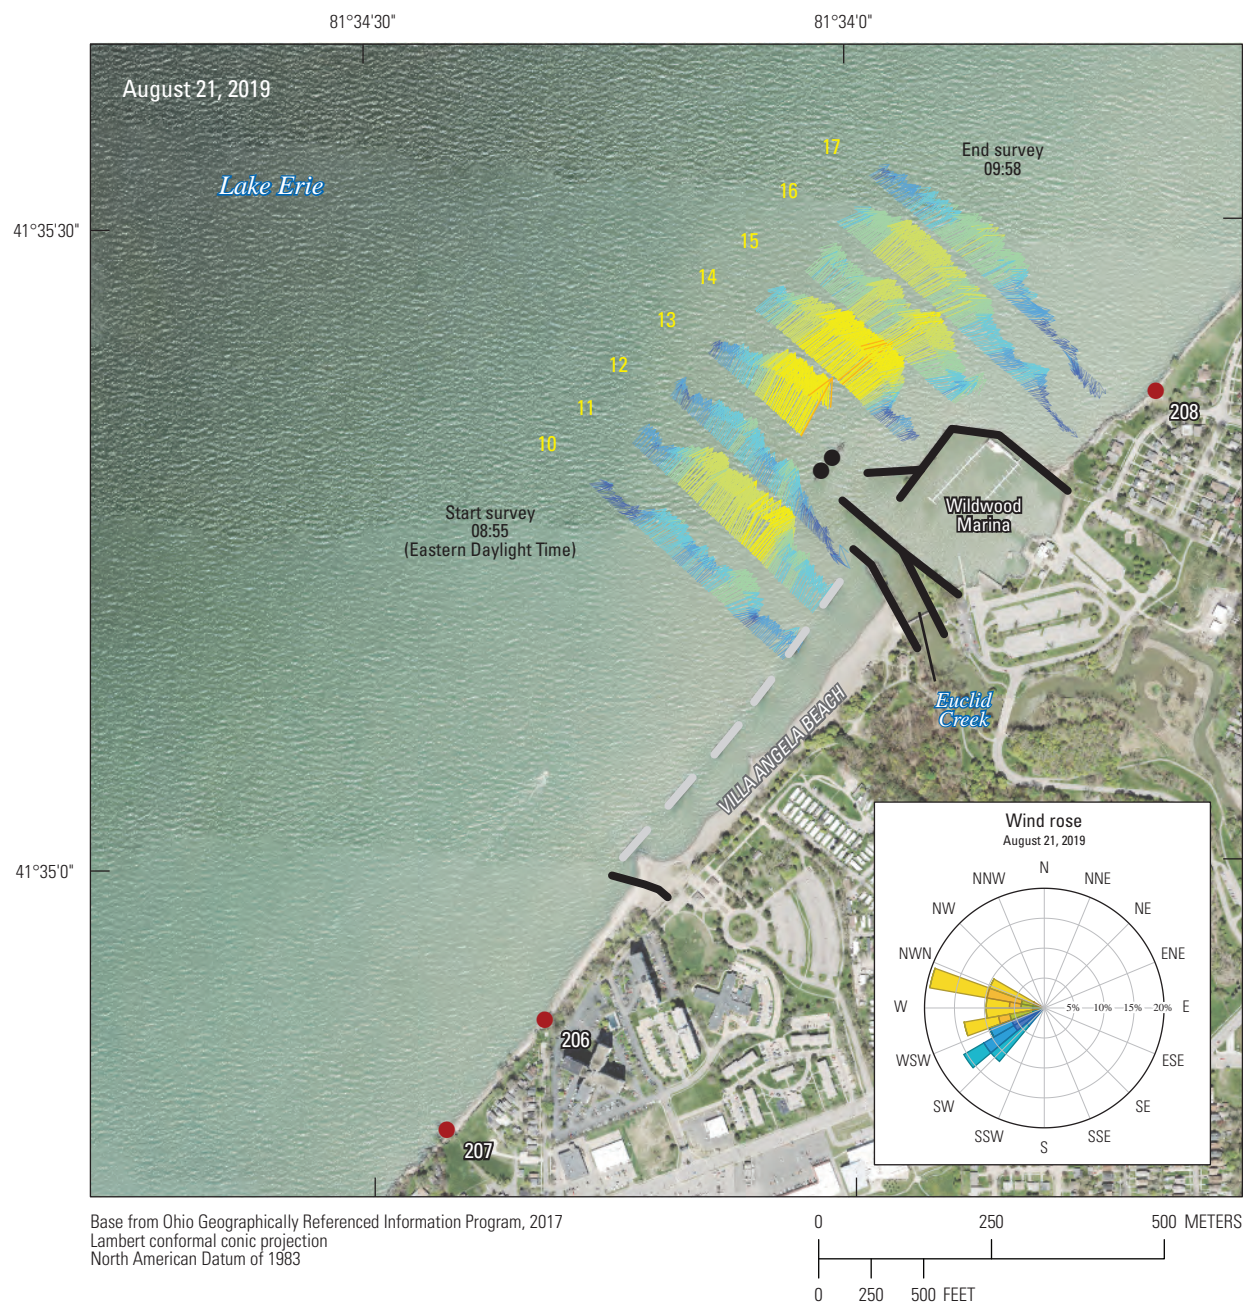 81°34'30"
81°34'0"
August 21, 2019
Lake Erie
41°35'30"
41°35'0"
17
16
15
14
13
12
11
10
End survey
09:58
Start survey
08:55
(Eastern Daylight Time)
208
Wildwood
Marina
Euclid
Creek
VILLA ANGELA BEACH
206
207
Wind rose
August 21, 2019
N
NNE
NE
ENE
E
ESE
SE
SSE
S
SSW
SW
WSW
W
NWN
NW
NNW
5% 10% 15% 20%
Base from Ohio Geographically Referenced Information Program, 2017
Lambert conformal conic projection
North American Datum of 1983
0 250 500 METERS
0 250 500 FEET